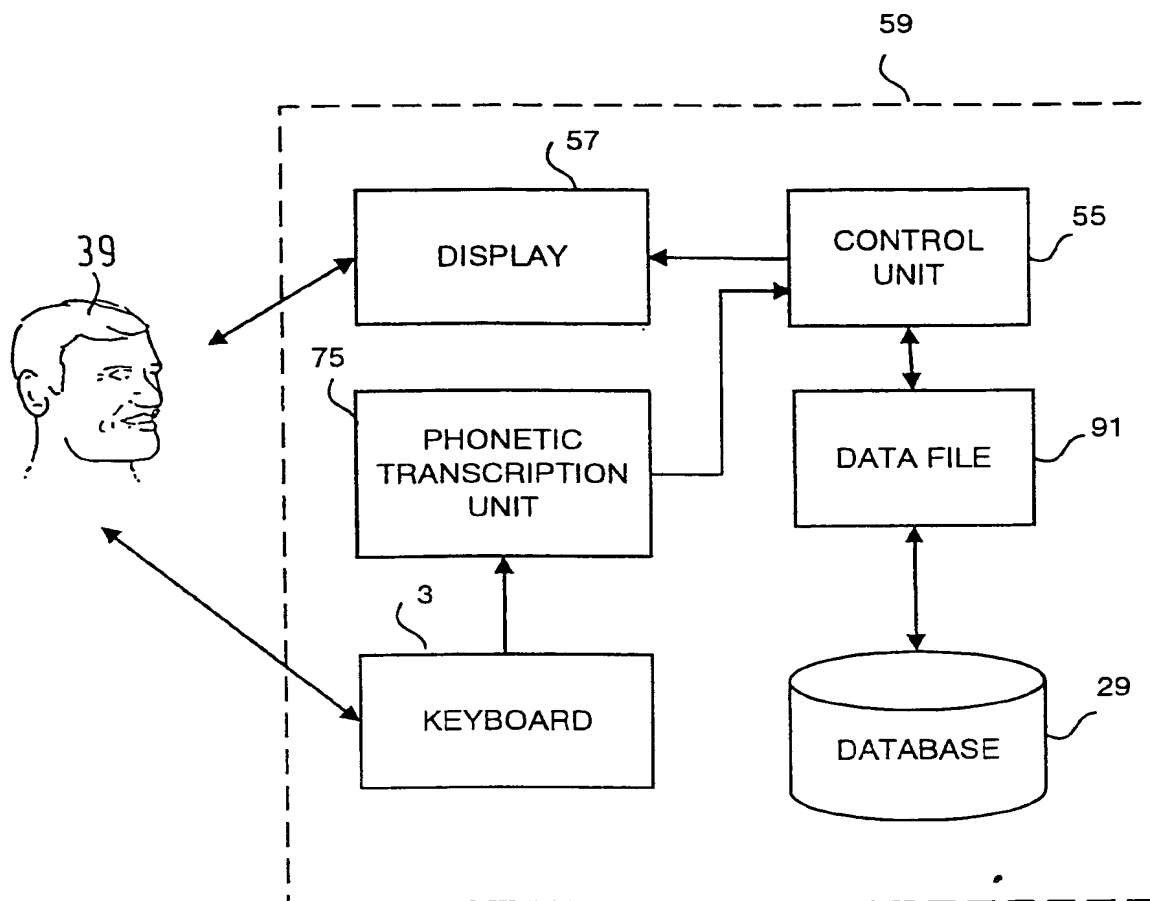 59
57
DISPLAY
CONTROL
UNIT
55
39
75
PHONETIC
TRANSCRIPTION
UNIT
DATA FILE
91
3
KEYBOARD
DATABASE
29